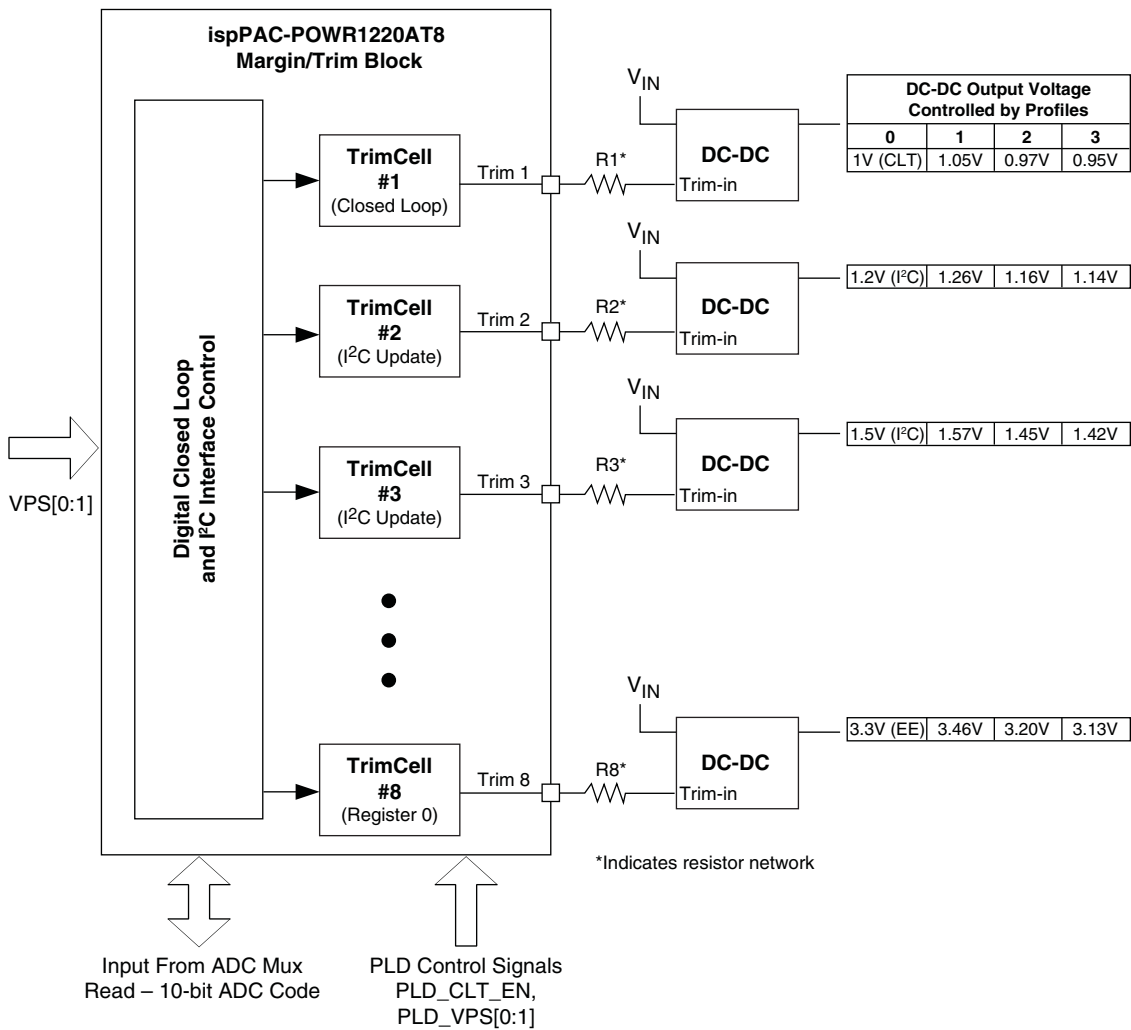 ispPAC-POWR1220AT8
Margin/Trim Block
Digital Closed Loop
and I²C Interface Control
VPS[0:1]
TrimCell
#1
(Closed Loop)
Trim 1
R1*
VIN
DC-DC
Trim-in
DC-DC Output Voltage
Controlled by Profiles
0 1 2 3
1V (CLT) 1.05V 0.97V 0.95V
TrimCell
#2
(I²C Update)
Trim 2
R2*
VIN
DC-DC
Trim-in
1.2V (I²C) 1.26V 1.16V 1.14V
TrimCell
#3
(I²C Update)
Trim 3
R3*
VIN
DC-DC
Trim-in
1.5V (I²C) 1.57V 1.45V 1.42V
TrimCell
#8
(Register 0)
Trim 8
R8*
VIN
DC-DC
Trim-in
3.3V (EE) 3.46V 3.20V 3.13V
*Indicates resistor network
Input From ADC Mux
Read – 10-bit ADC Code
PLD Control Signals
PLD_CLT_EN,
PLD_VPS[0:1]